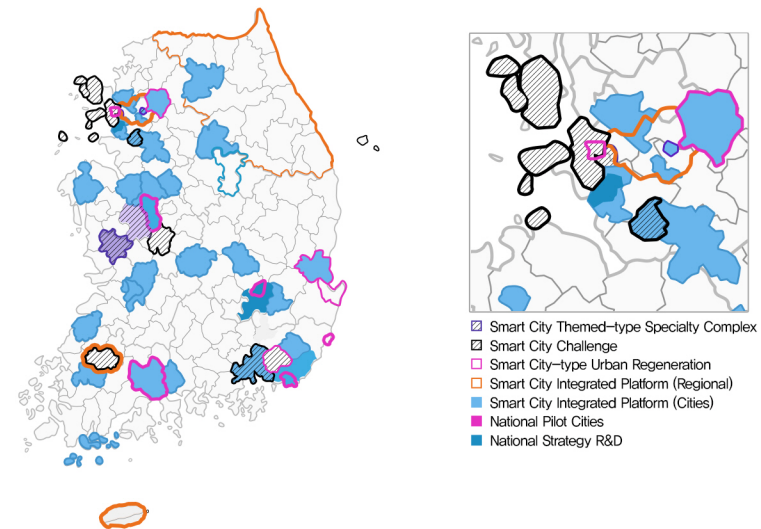 Smart City Themed-type Specialty Complex
Smart City Challenge
Smart City-type Urban Regeneration
Smart City Integrated Platform (Regional)
Smart City Integrated Platform (Cities)
National Pilot Cities
National Strategy R&D